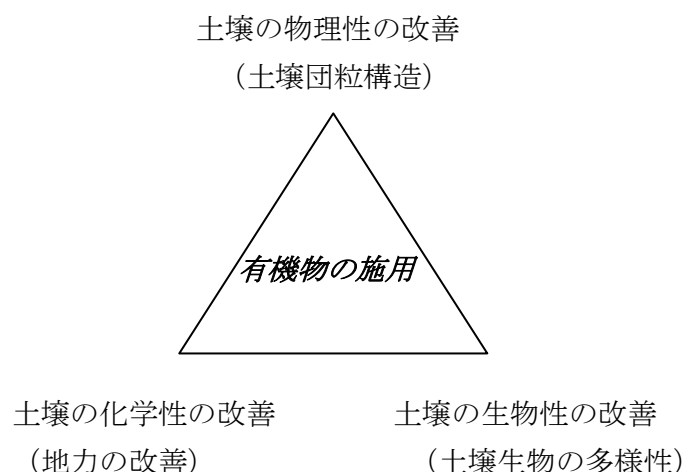 土壌の物理性の改善
（土壌団粒構造）
有機物の施用
土壌の化学性の改善
土壌の生物性の改善
（地力の改善）
（土壌生物の多様性）